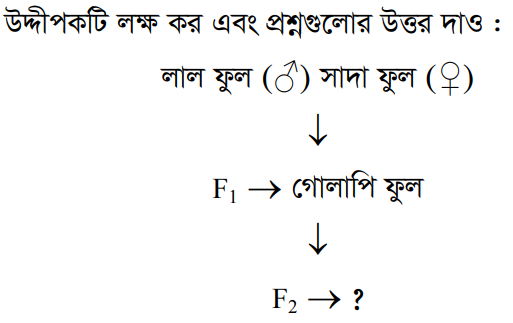 উদ্দীপকটি লক্ষ কর এবং প্রশ্নগুলোর উত্তর দাও :
লাল ফুল (♂) সাদা ফুল (♀)
↓
F₁ → গোলাপি ফুল
↓
F₂ → ?